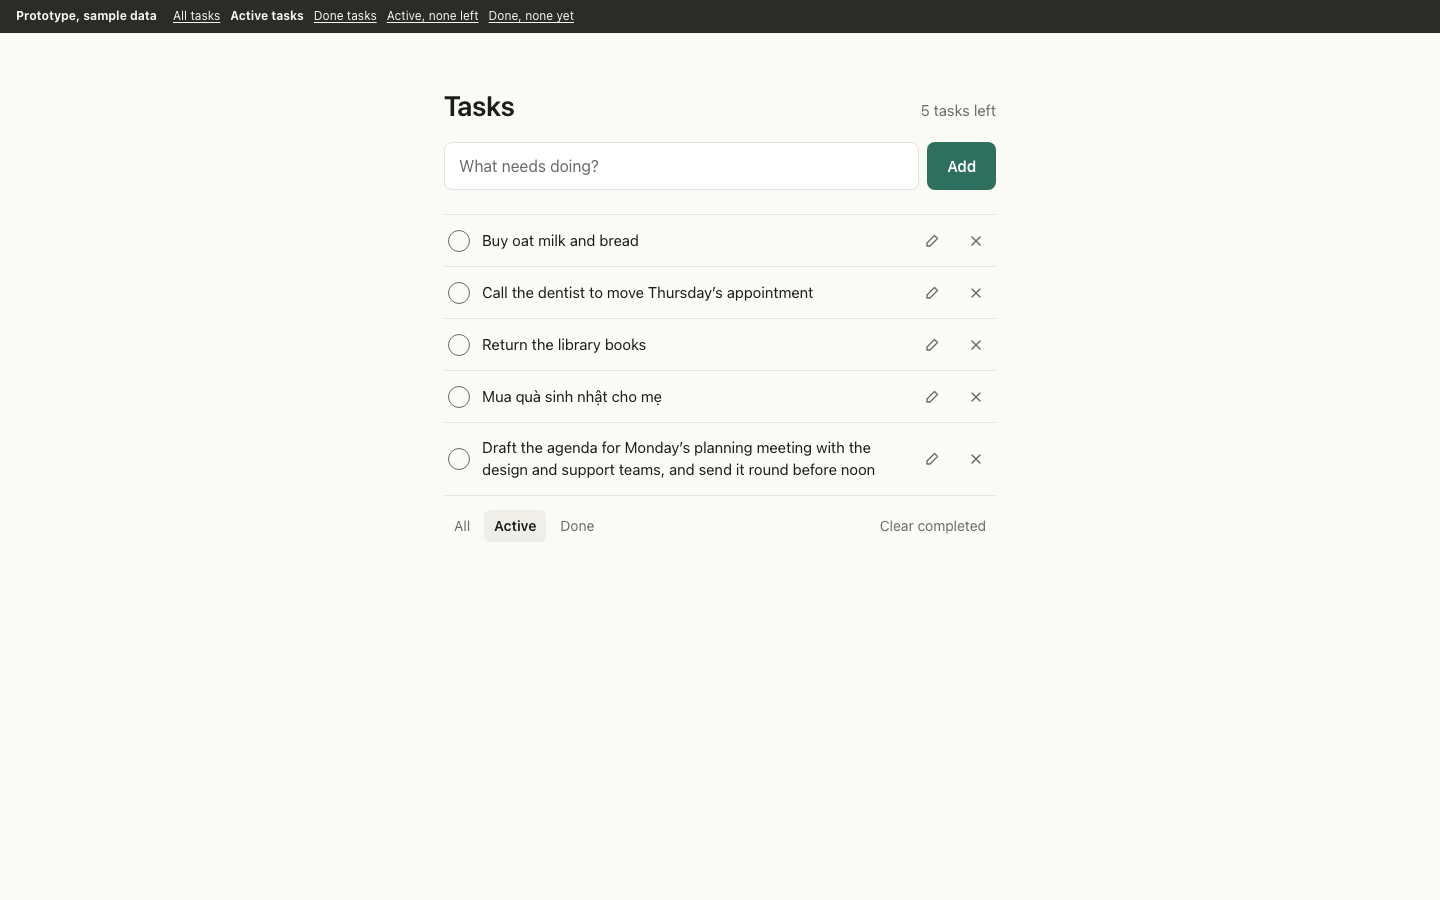 Prototype, sample data All tasks Active tasks Done tasks Active, none left Done, none yet
Tasks
5 tasks left
What needs doing?
Add
Buy oat milk and bread
Call the dentist to move Thursday’s appointment
Return the library books
Mua quà sinh nhật cho mẹ
Draft the agenda for Monday’s planning meeting with the
design and support teams, and send it round before noon
All Active Done
Clear completed